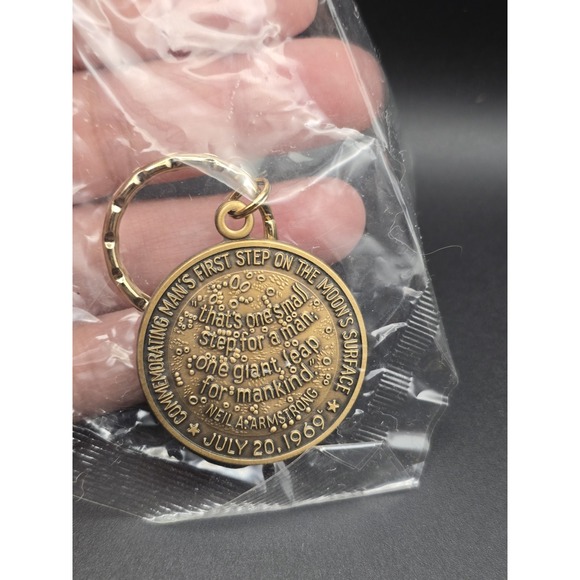 COMMEMORATING MAN'S FIRST STEP ON THE MOON'S SURFACE
"that's one small
step for a man,
one giant leap
for mankind."
NEIL A. ARMSTRONG
★ JULY 20, 1969 ★